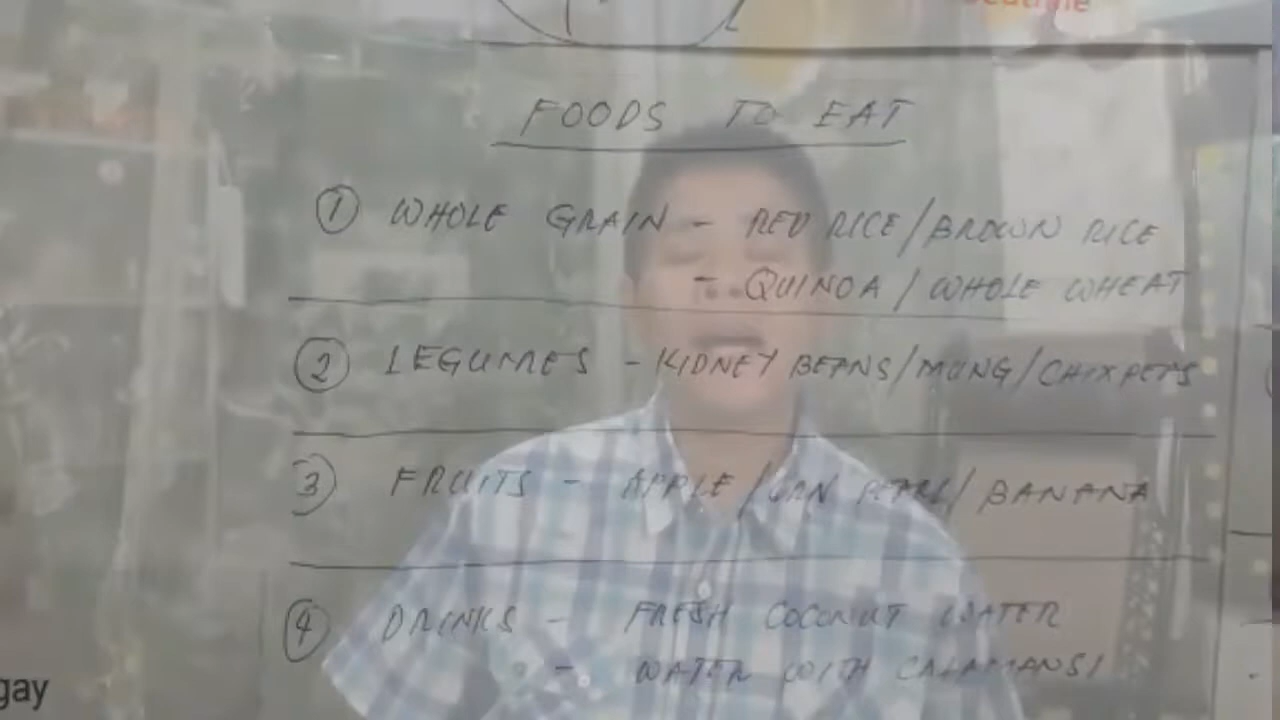 FOODS TO EAT
① WHOLE GRAIN - RED RICE/BROWN RICE
- QUINOA / WHOLE WHEAT
② LEGUMES - KIDNEY BEANS/MUNG/CHIXPETS
③ FRUITS - APPLE / / BANANA
④ DRINKS - FRESH COCONUT WATER
- WATER WITH CALAMANSI
gay